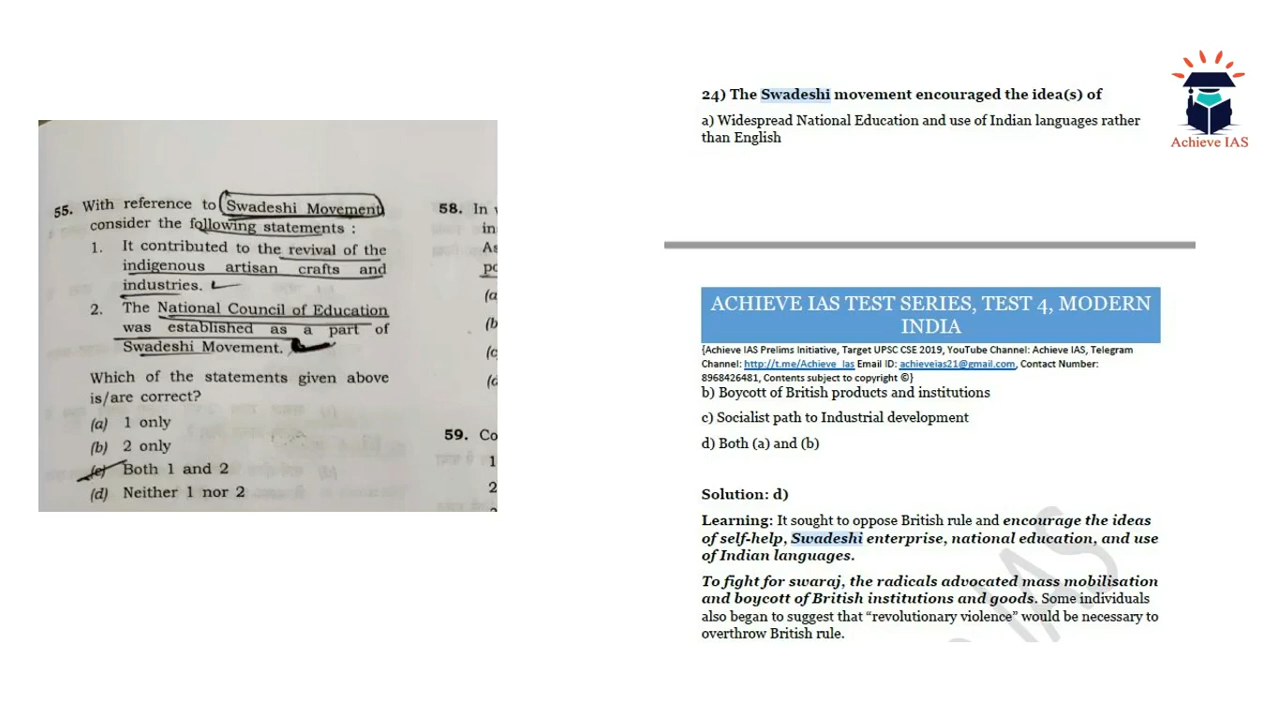 55. With reference to Swadeshi Movement
consider the following statements :
1. It contributed to the revival of the
indigenous artisan crafts and
industries.
2. The National Council of Education
was established as a part of
Swadeshi Movement.
Which of the statements given above
is/are correct?
(a) 1 only
(b) 2 only
(c) Both 1 and 2
(d) Neither 1 nor 2
58. In
in
As
po
(a
(b
(c
(d
59. Co
1
2
24) The Swadeshi movement encouraged the idea(s) of
a) Widespread National Education and use of Indian languages rather
than English
Achieve IAS
ACHIEVE IAS TEST SERIES, TEST 4, MODERN
INDIA
{Achieve IAS Prelims Initiative, Target UPSC CSE 2019, YouTube Channel: Achieve IAS, Telegram
Channel: http://t.me/Achieve_Ias Email ID: achieveias21@gmail.com, Contact Number:
8968426481, Contents subject to copyright ©}
b) Boycott of British products and institutions
c) Socialist path to Industrial development
d) Both (a) and (b)
Solution: d)
Learning: It sought to oppose British rule and encourage the ideas
of self-help, Swadeshi enterprise, national education, and use
of Indian languages.
To fight for swaraj, the radicals advocated mass mobilisation
and boycott of British institutions and goods. Some individuals
also began to suggest that “revolutionary violence” would be necessary to
overthrow British rule.
IAS